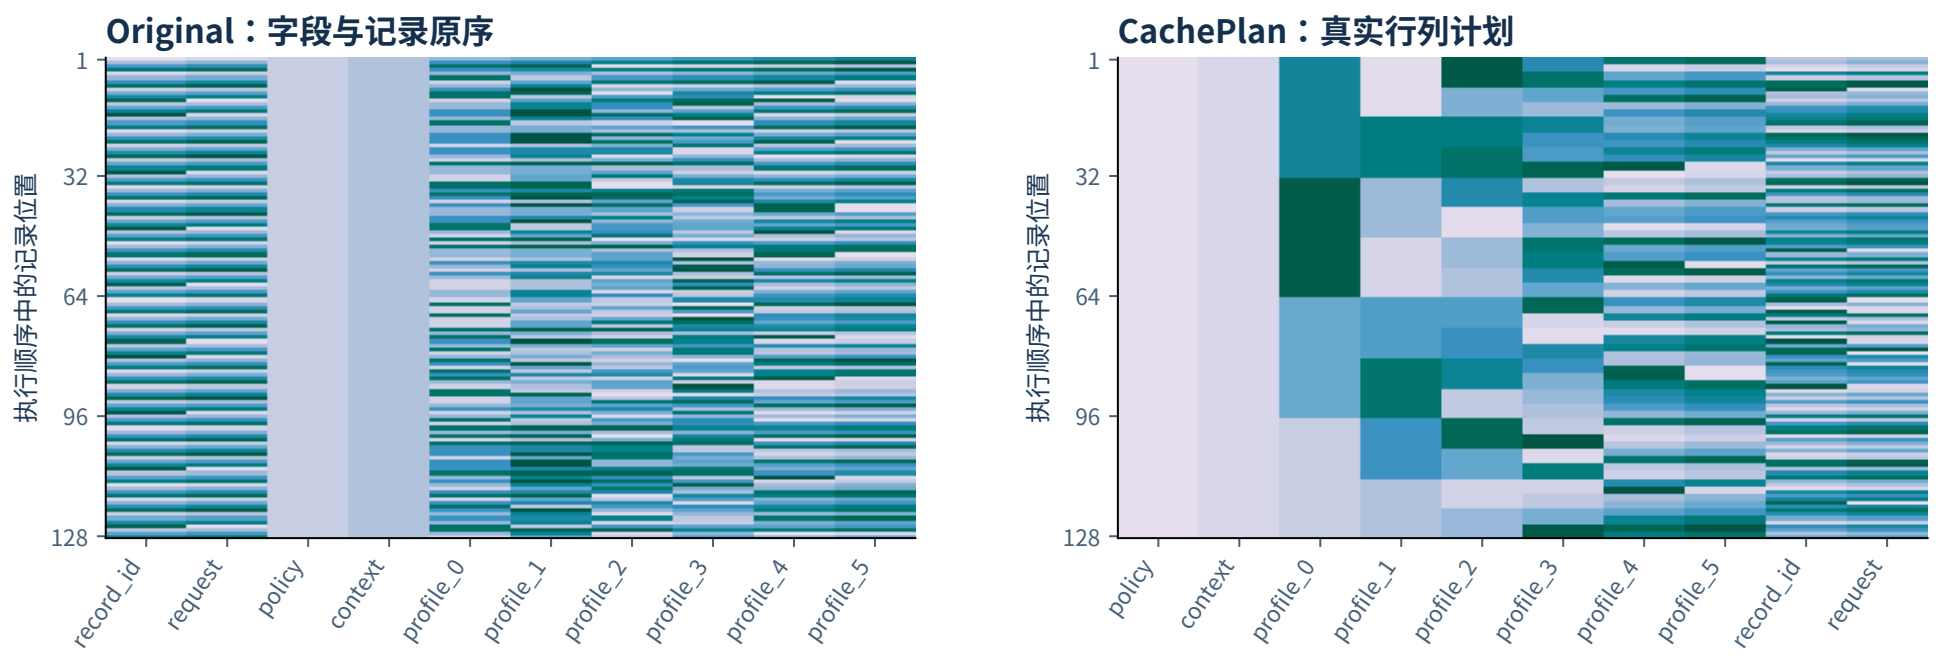 Original：字段与记录原序
执行顺序中的记录位置
1
32
64
96
128
record_id
request
policy
context
profile_0
profile_1
profile_2
profile_3
profile_4
profile_5
CachePlan：真实行列计划
执行顺序中的记录位置
1
32
64
96
128
policy
context
profile_0
profile_1
profile_2
profile_3
profile_4
profile_5
record_id
request